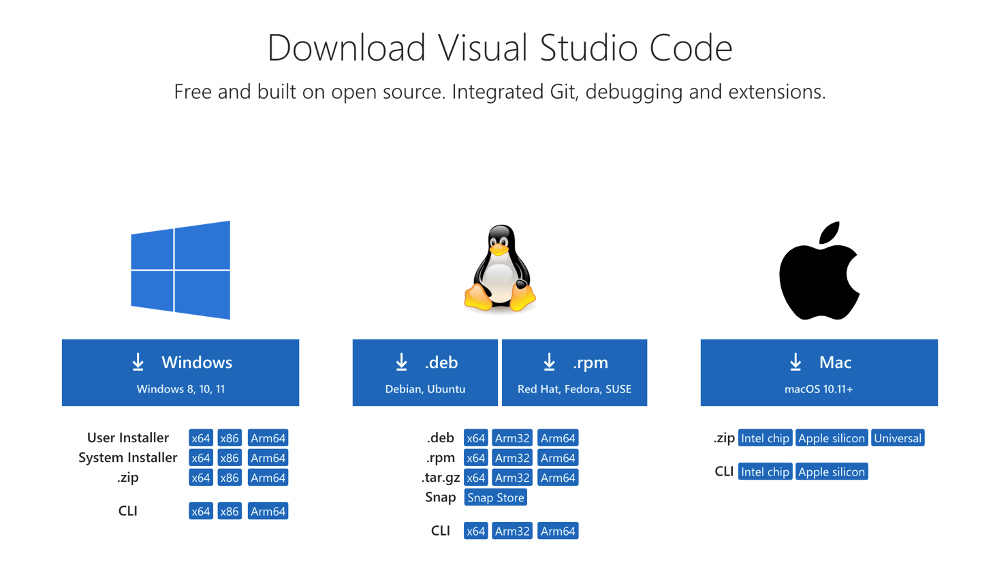 Download Visual Studio Code
Free and built on open source. Integrated Git, debugging and extensions.
Windows
Windows 8, 10, 11
User Installer x64 x86 Arm64
System Installer x64 x86 Arm64
.zip x64 x86 Arm64
CLI x64 x86 Arm64
.deb
Debian, Ubuntu
.rpm
Red Hat, Fedora, SUSE
.deb x64 Arm32 Arm64
.rpm x64 Arm32 Arm64
.tar.gz x64 Arm32 Arm64
Snap Snap Store
CLI x64 Arm32 Arm64
Mac
macOS 10.11+
.zip Intel chip Apple silicon Universal
CLI Intel chip Apple silicon